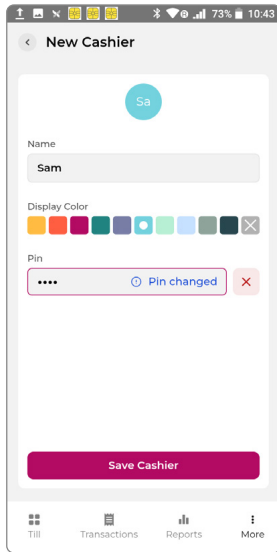 73% 10:43
New Cashier
Sa
Name
Sam
Display Color
Pin
•••• Pin changed
Save Cashier
Till Transactions Reports More